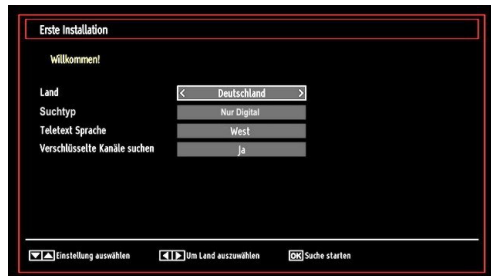 Erste Installation
Willkommen!
Land < Deutschland >
Suchtyp Nur Digital
Teletext Sprache West
Verschlüsselte Kanäle suchen Ja
Einstellung auswählen Um Land auszuwählen OK Suche starten